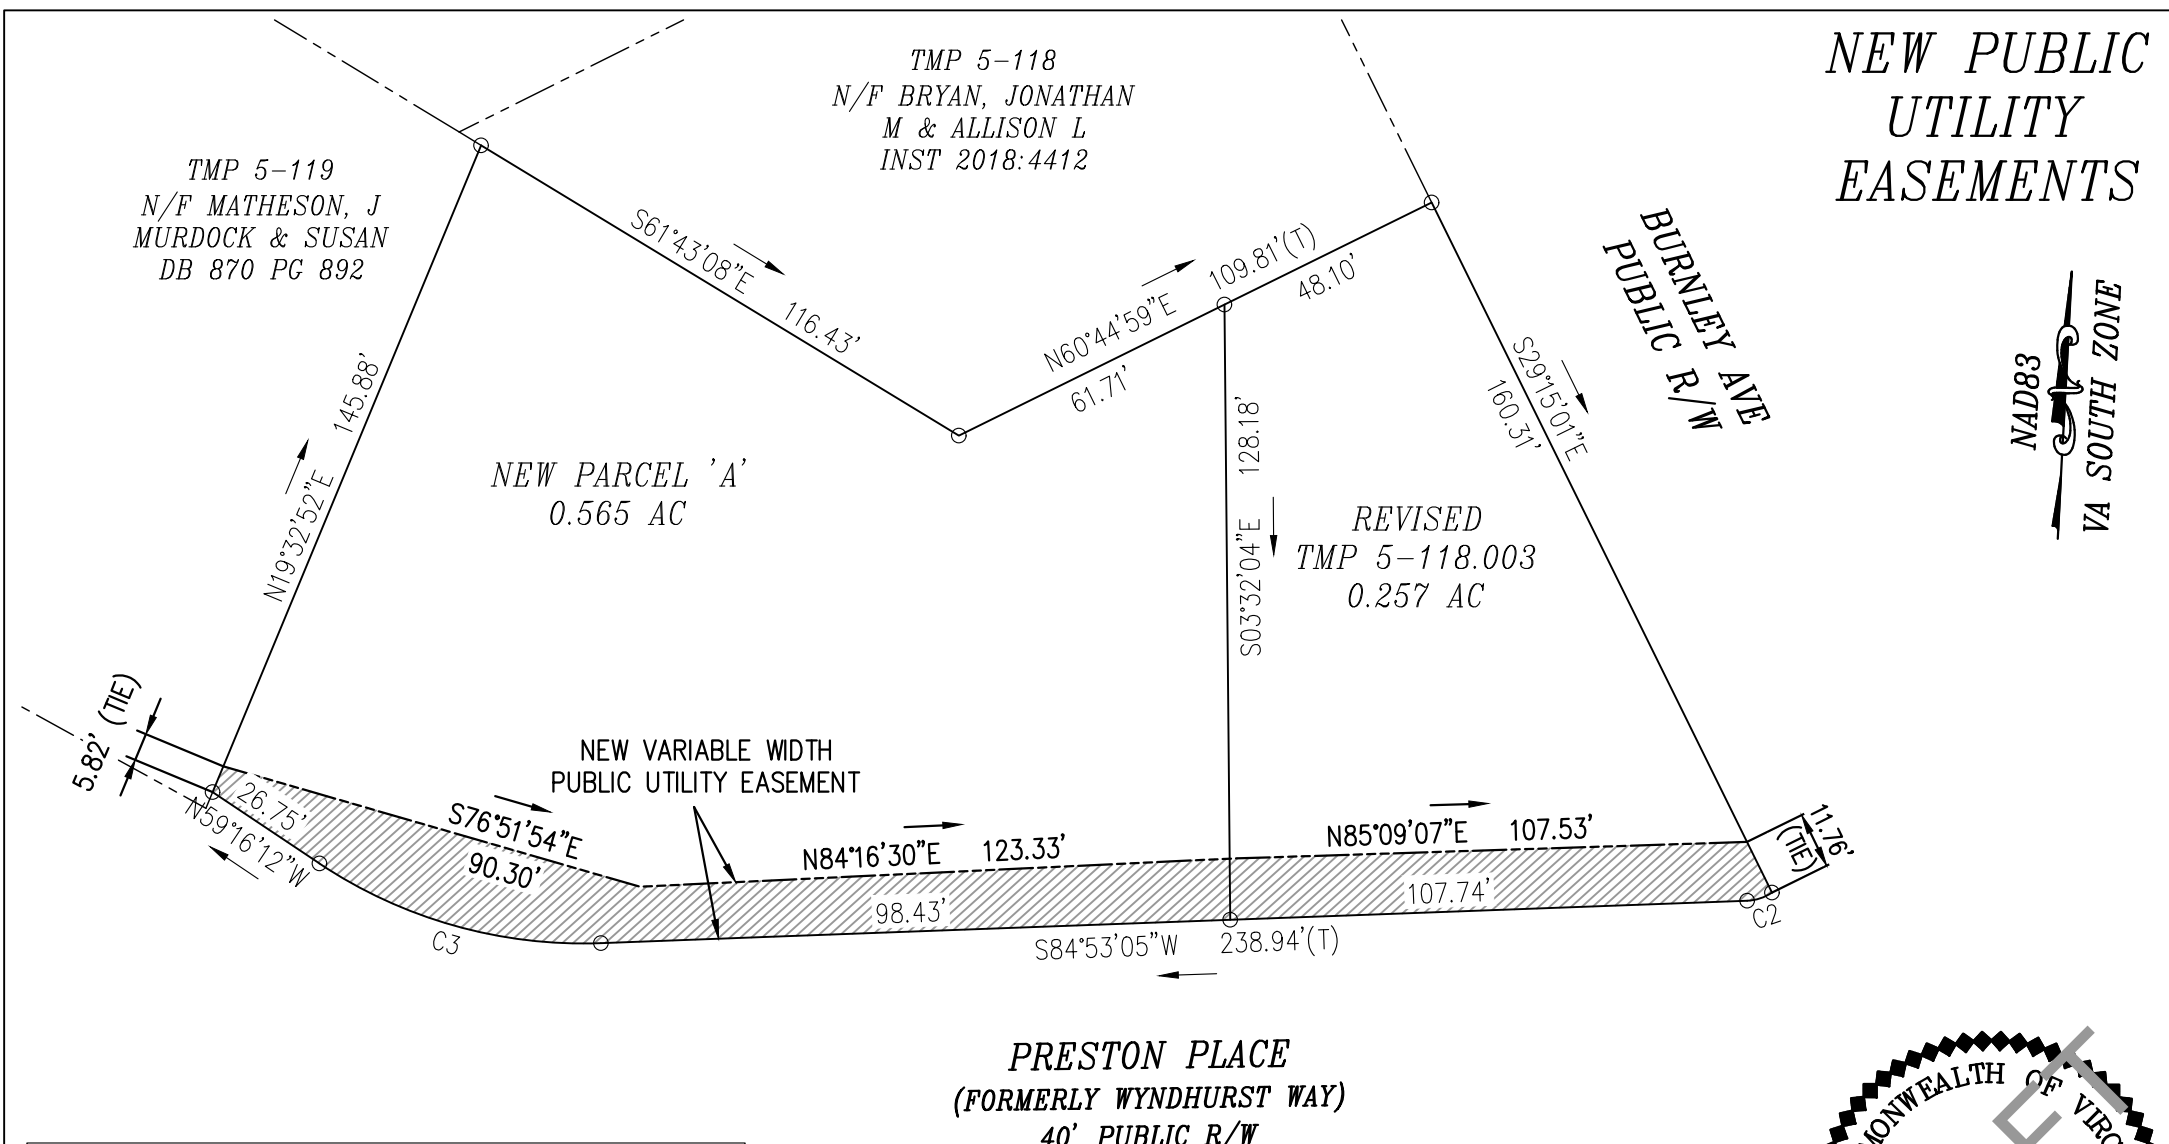 NEW PUBLIC
UTILITY
EASEMENTS
TMP 5-118
N/F BRYAN, JONATHAN
M & ALLISON L
INST 2018:4412
TMP 5-119
N/F MATHESON, J
MURDOCK & SUSAN
DB 870 PG 892
S61°43'08"E 116.43'
N60°44'59"E 109.81'(T)
61.71'
48.10'
BURNLEY AVE
PUBLIC R/W
S29°15'01"E
160.31'
NAD83
VA SOUTH ZONE
N19°32'52"E 145.88'
NEW PARCEL 'A'
0.565 AC
S03°32'04"E 128.18'
REVISED
TMP 5-118.003
0.257 AC
5.82' (TIE)
26.75'
N59°16'12"W
NEW VARIABLE WIDTH
PUBLIC UTILITY EASEMENT
S76°51'54"E
90.30'
N84°16'30"E 123.33'
N85°09'07"E 107.53'
11.76'
(TIE)
98.43'
107.74'
C2
C3
S84°53'05"W 238.94'(T)
PRESTON PLACE
(FORMERLY WYNDHURST WAY)
40' PUBLIC R/W
OF